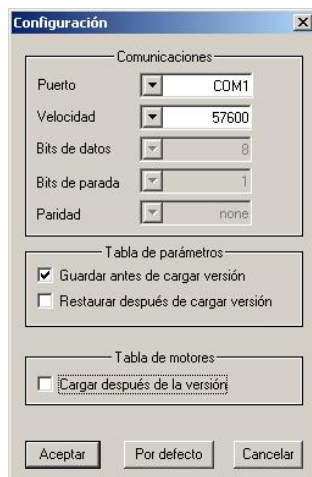 Configuración
Comunicaciones
Puerto COM1
Velocidad 57600
Bits de datos 8
Bits de parada 1
Paridad none
Tabla de parámetros
Guardar antes de cargar versión
Restaurar después de cargar versión
Tabla de motores
Cargar después de la versión
Aceptar Por defecto Cancelar